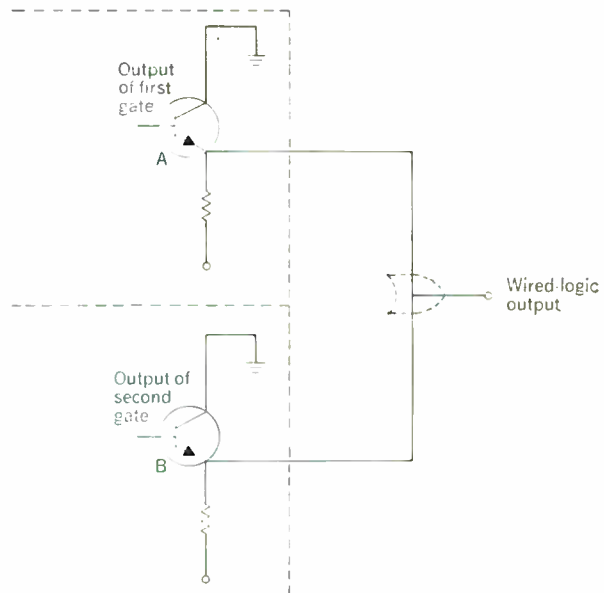 Output
of first
gate
A
Wired-logic
output
Output of
second
gate
B